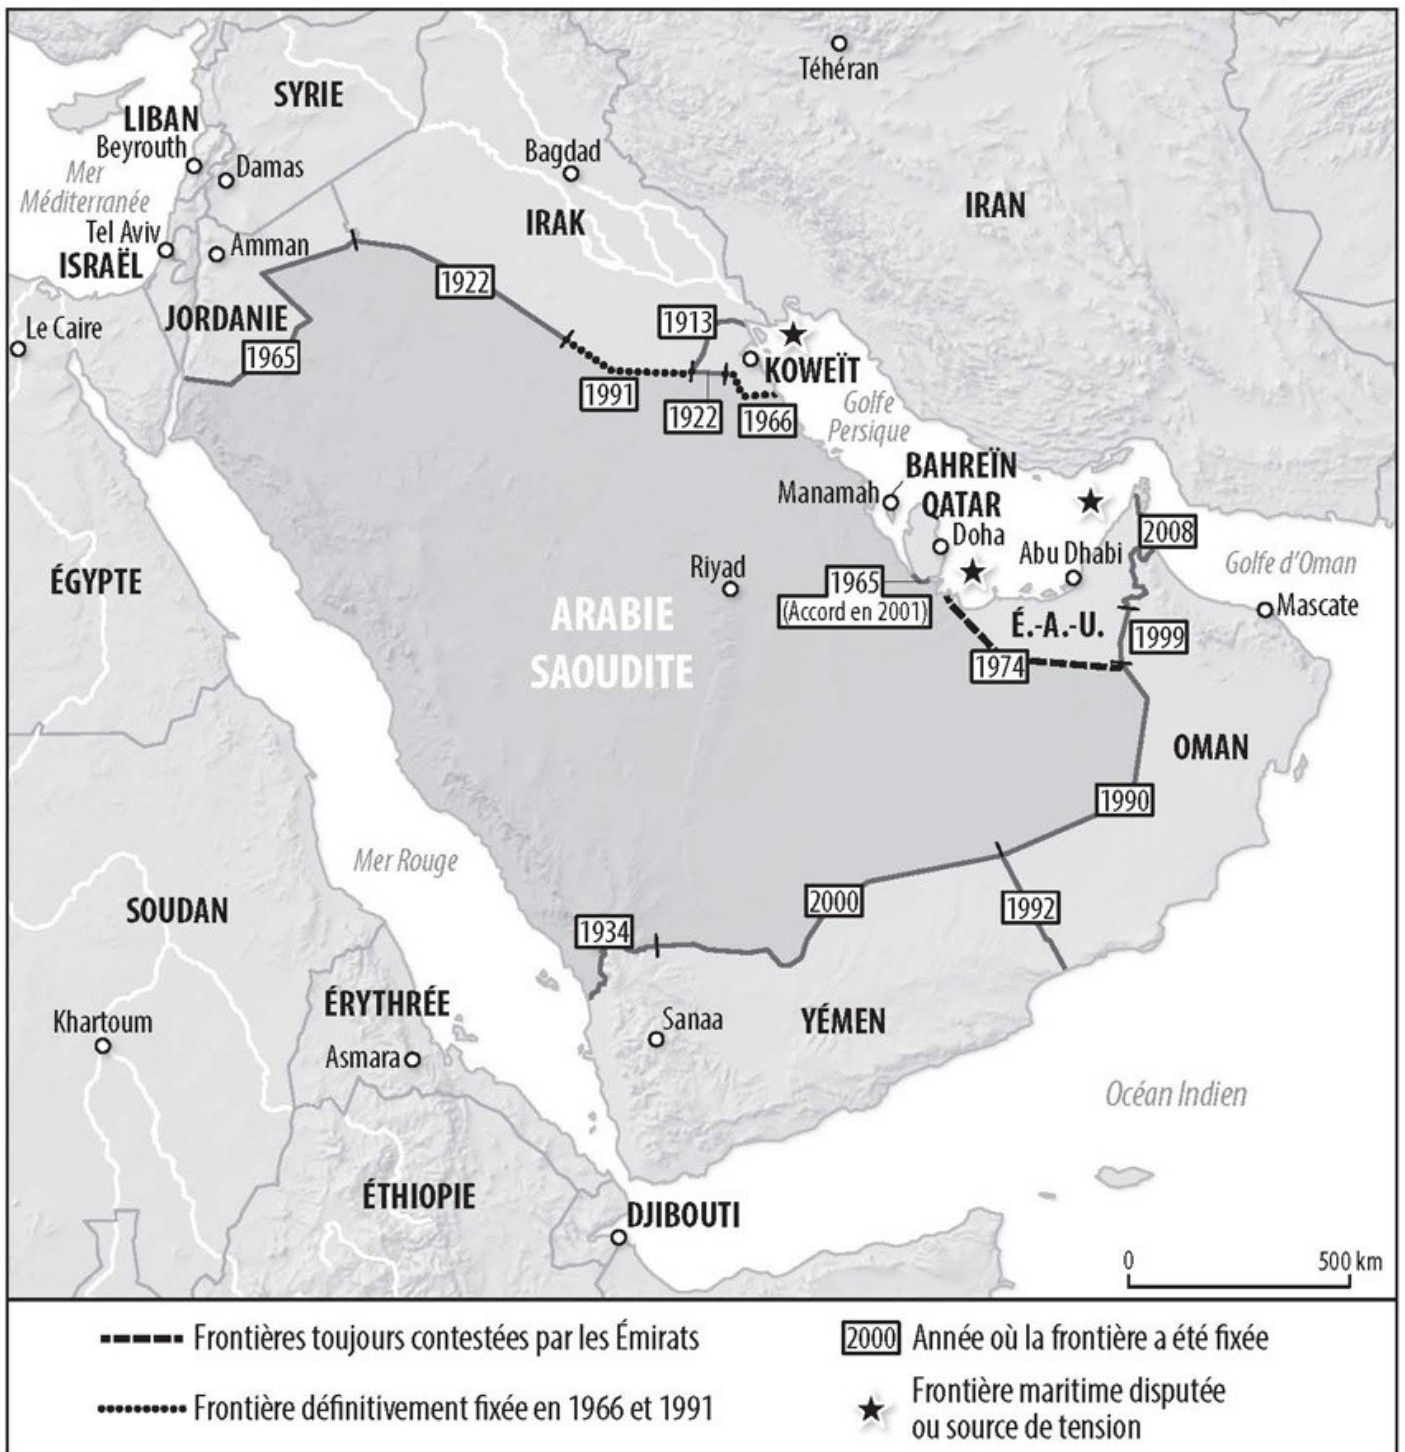 Téhéran
SYRIE
LIBAN
Beyrouth
Damas
Bagdad
Mer
Méditerranée
IRAN
IRAK
Tel Aviv
Amman
ISRAËL
1922
JORDANIE
1913
Le Caire
1965
KOWEÏT
1991
1922
1966
Golfe
Persique
BAHREÏN
Manamah
QATAR
Doha
2008
Abu Dhabi
Golfe d'Oman
ÉGYPTE
Riyad
1965
(Accord en 2001)
Mascate
ARABIE
SAOUDITE
É.-A.-U.
1999
1974
OMAN
1990
Mer Rouge
2000
1992
SOUDAN
1934
ÉRYTHRÉE
Khartoum
Sanaa
YÉMEN
Asmara
Océan Indien
ÉTHIOPIE
DJIBOUTI
0 500 km
Frontières toujours contestées par les Émirats
2000 Année où la frontière a été fixée
Frontière définitivement fixée en 1966 et 1991
Frontière maritime disputée
ou source de tension